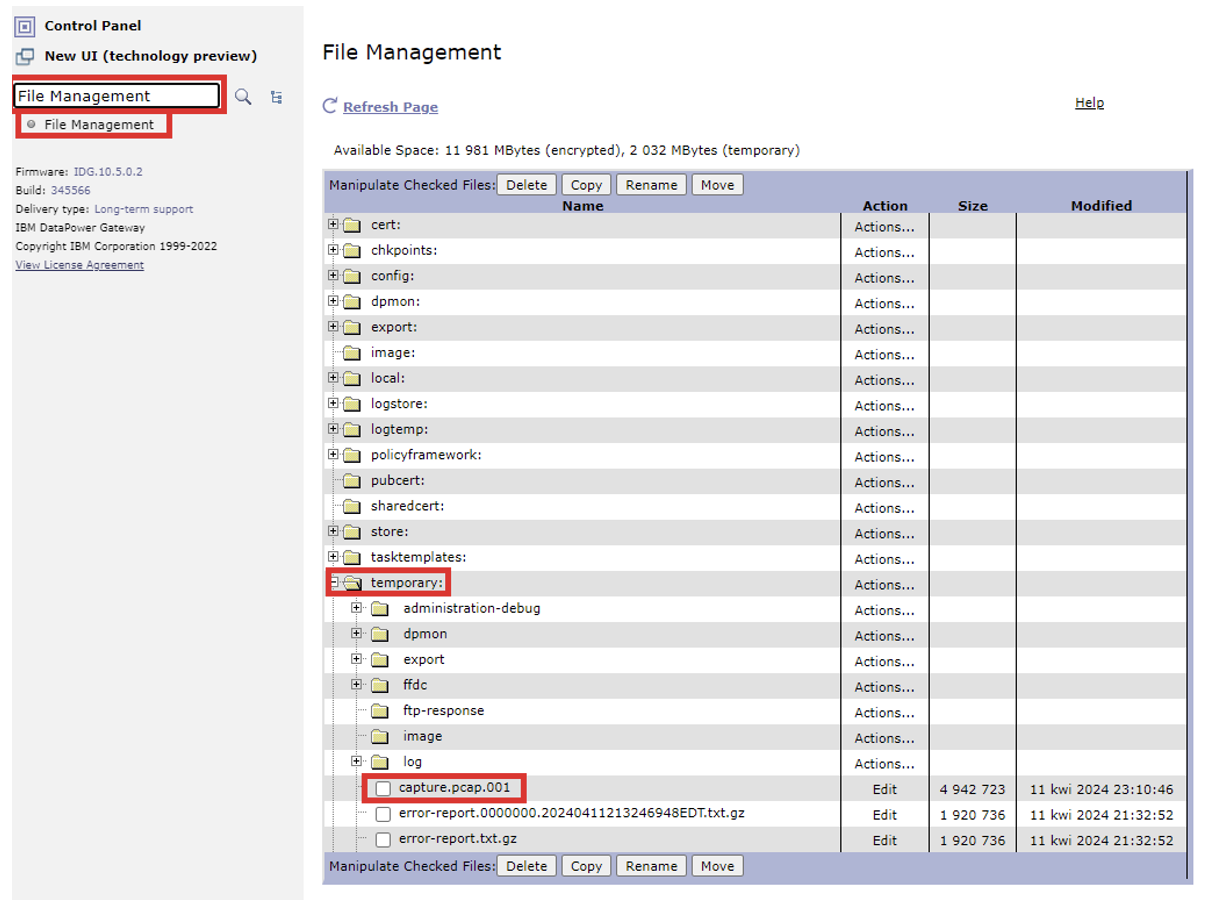 Control Panel
New UI (technology preview)
File Management
File Management
Firmware: IDG.10.5.0.2
Build: 345566
Delivery type: Long-term support
IBM DataPower Gateway
Copyright IBM Corporation 1999-2022
View License Agreement
File Management
Refresh Page
Help
Available Space: 11 981 MBytes (encrypted), 2 032 MBytes (temporary)
Manipulate Checked Files: Delete Copy Rename Move
Name Action Size Modified
cert: Actions...
chkpoints: Actions...
config: Actions...
dpmon: Actions...
export: Actions...
image: Actions...
local: Actions...
logstore: Actions...
logtemp: Actions...
policyframework: Actions...
pubcert: Actions...
sharedcert: Actions...
store: Actions...
tasktemplates: Actions...
temporary: Actions...
administration-debug Actions...
dpmon Actions...
export Actions...
ffdc Actions...
ftp-response Actions...
image Actions...
log Actions...
capture.pcap.001 Edit 4 942 723 11 kwi 2024 23:10:46
error-report.0000000.20240411213246948EDT.txt.gz Edit 1 920 736 11 kwi 2024 21:32:52
error-report.txt.gz Edit 1 920 736 11 kwi 2024 21:32:52
Manipulate Checked Files: Delete Copy Rename Move